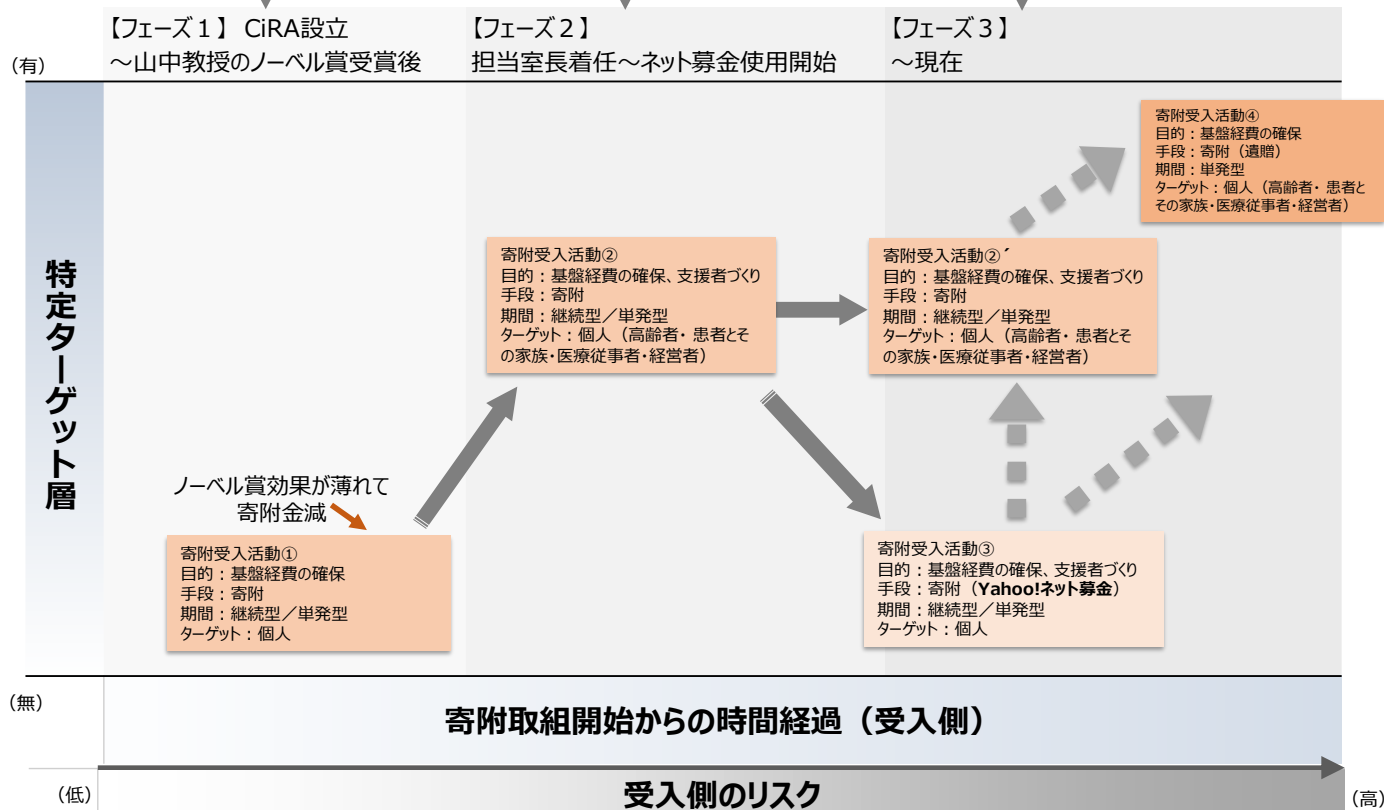 【フェーズ１】 CiRA設立
～山中教授のノーベル賞受賞後
【フェーズ２】
担当室長着任～ネット募金使用開始
【フェーズ３】
～現在
（有）
特定ターゲット層
寄附受入活動④
目的：基盤経費の確保
手段：寄附（遺贈）
期間：単発型
ターゲット：個人（高齢者・患者と
その家族・医療従事者・経営者）
寄附受入活動②
目的：基盤経費の確保、支援者づくり
手段：寄附
期間：継続型／単発型
ターゲット：個人（高齢者・患者とそ
の家族・医療従事者・経営者）
寄附受入活動②´
目的：基盤経費の確保、支援者づくり
手段：寄附
期間：継続型／単発型
ターゲット：個人（高齢者・患者とそ
の家族・医療従事者・経営者）
ノーベル賞効果が薄れて
寄附金減
寄附受入活動①
目的：基盤経費の確保
手段：寄附
期間：継続型／単発型
ターゲット：個人
寄附受入活動③
目的：基盤経費の確保、支援者づくり
手段：寄附（Yahoo!ネット募金）
期間：継続型／単発型
ターゲット：個人
（無）
寄附取組開始からの時間経過（受入側）
（低）
受入側のリスク
（高）